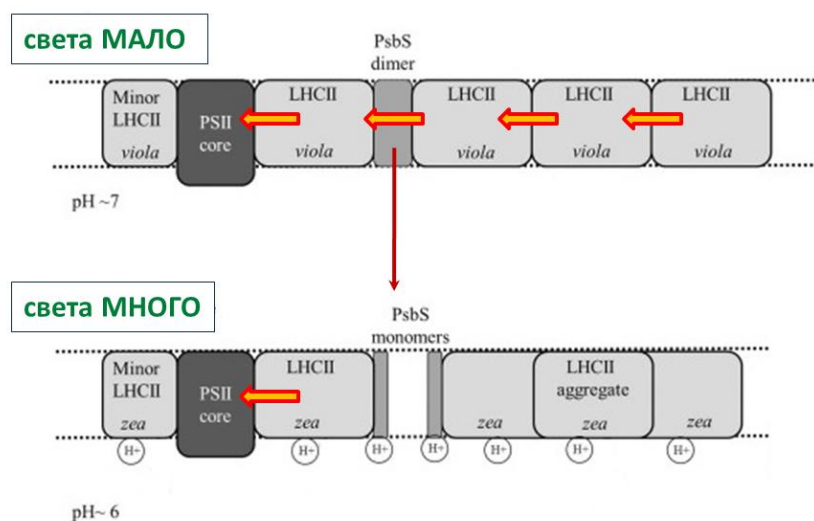 света МАЛО
PsbS
dimer
Minor
LHCII
viola
PSII
core
LHCII
viola
LHCII
viola
LHCII
viola
LHCII
viola
pH ~7
света МНОГО
PsbS
monomers
Minor
LHCII
zea
PSII
core
LHCII
zea
LHCII
aggregate
zea
zea
zea
H+
H+
H+
H+
H+
H+
H+
pH~ 6